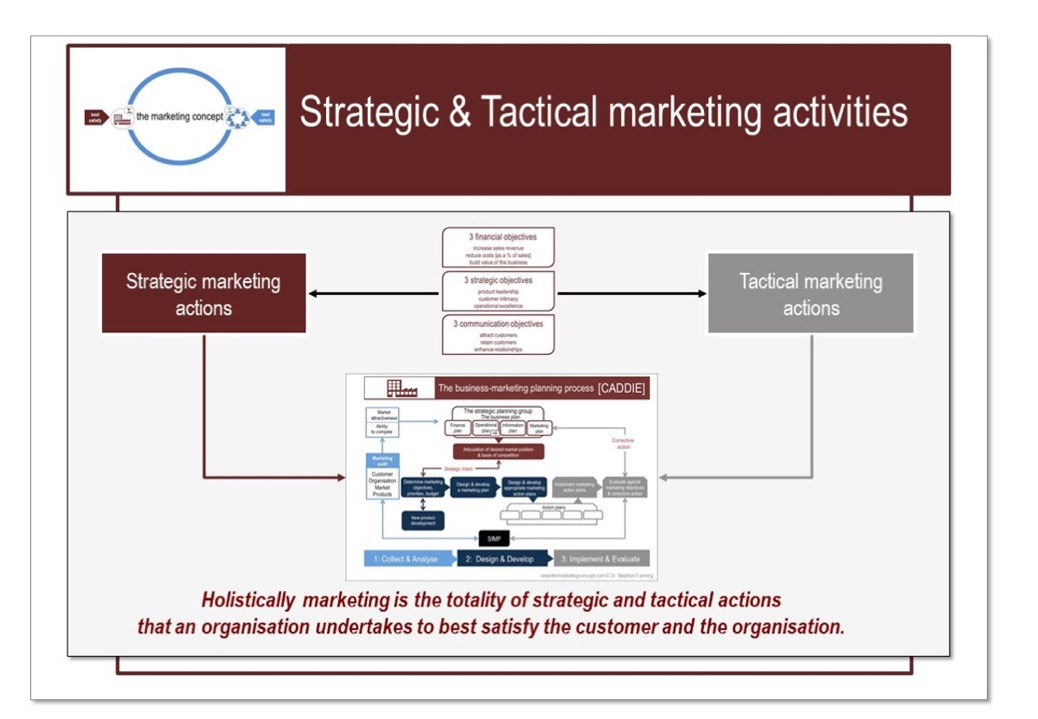 best
satisfy
the marketing concept
best
satisfy
Strategic & Tactical marketing activities
3 financial objectives
increase sales revenue
reduce costs [as a % of sales]
build value of the business
Strategic marketing
actions
3 strategic objectives
product leadership
customer intimacy
operational excellence
Tactical marketing
actions
3 communication objectives
attract customers
retain customers
enhance relationships
The business-marketing planning process [CADDIE]
Market
attractiveness
Ability
to compete
The strategic planning group
The business plan
Finance
plan
Operational
plan
Information
plan
Marketing
plan
Corrective
action
Articulation of desired market position
& basis of competition
Marketing
audit
Customer
Organisation
Market
Products
Strategic Intent
Determine marketing
objectives,
priorities, budget
Design & develop
a marketing plan
Design & develop
appropriate marketing
action plans
Implement marketing
action plans
Evaluate against
marketing objectives
& corrective action
Action plans
New product
development
SfMP
1: Collect & Analyse
2: Design & Develop
3: Implement & Evaluate
www.themarketingconcept.com © Dr. Stephen Fanning
Holistically marketing is the totality of strategic and tactical actions
that an organisation undertakes to best satisfy the customer and the organisation.